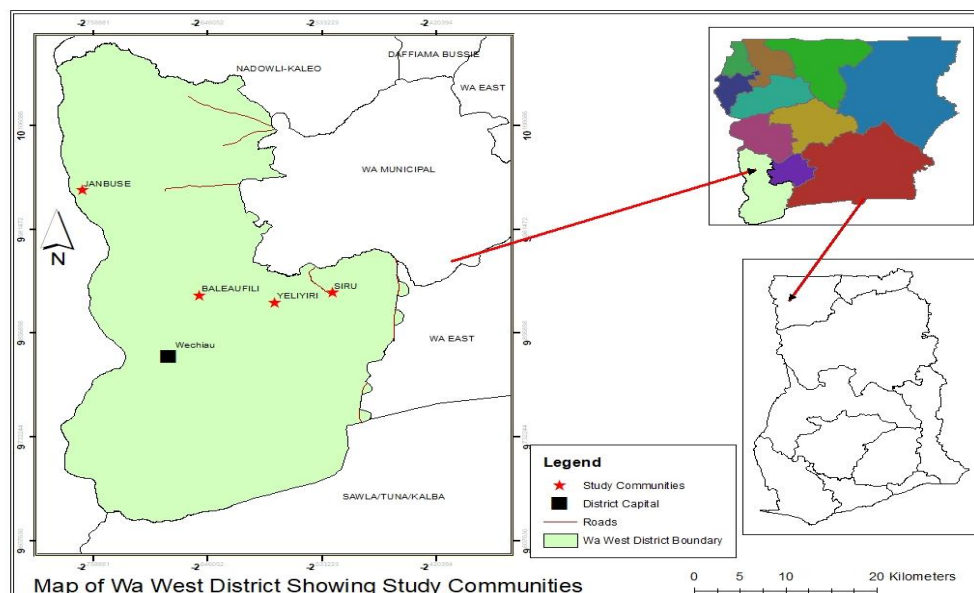 DAFFIAMA BUSSIE
NADOWLI-KALEO
WA EAST
WA MUNICIPAL
JANBUSE
N
BALEAUFILI
YELIYIRI
SIRU
Wechiau
WA EAST
SAWLA/TUNA/KALBA
Legend
Study Communities
District Capital
Roads
Wa West District Boundary
Map of Wa West District Showing Study Communities
0 5 10 20 Kilometers